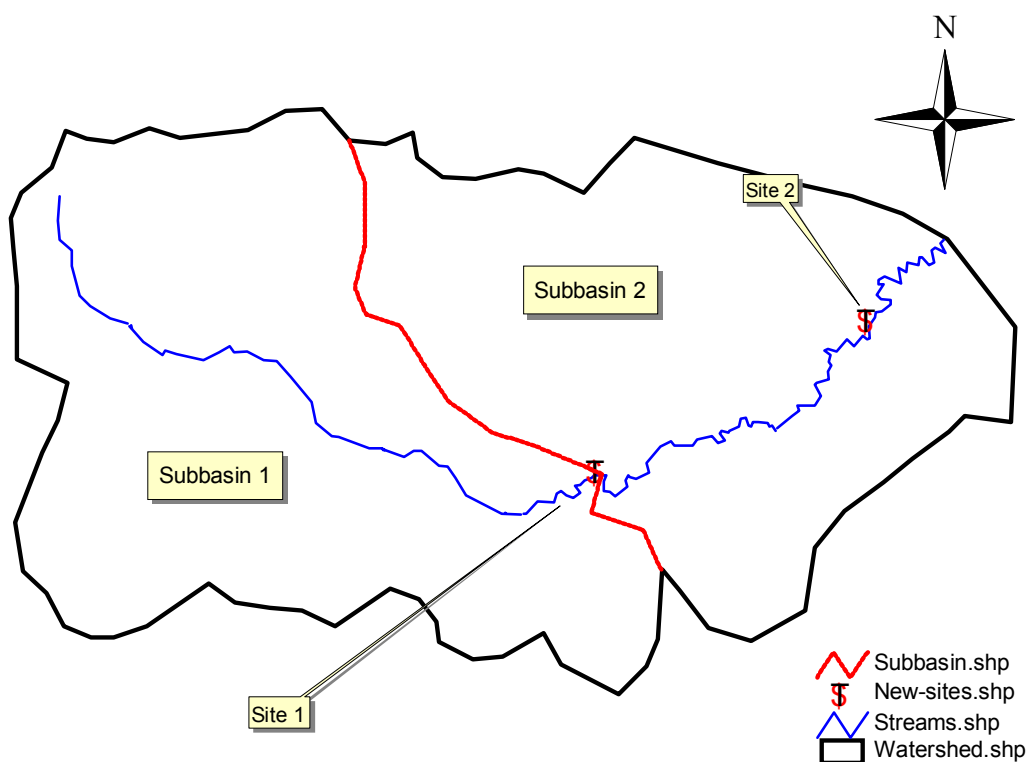 N
Site 2
Subbasin 2
Subbasin 1
Site 1
Subbasin.shp
New-sites.shp
Streams.shp
Watershed.shp